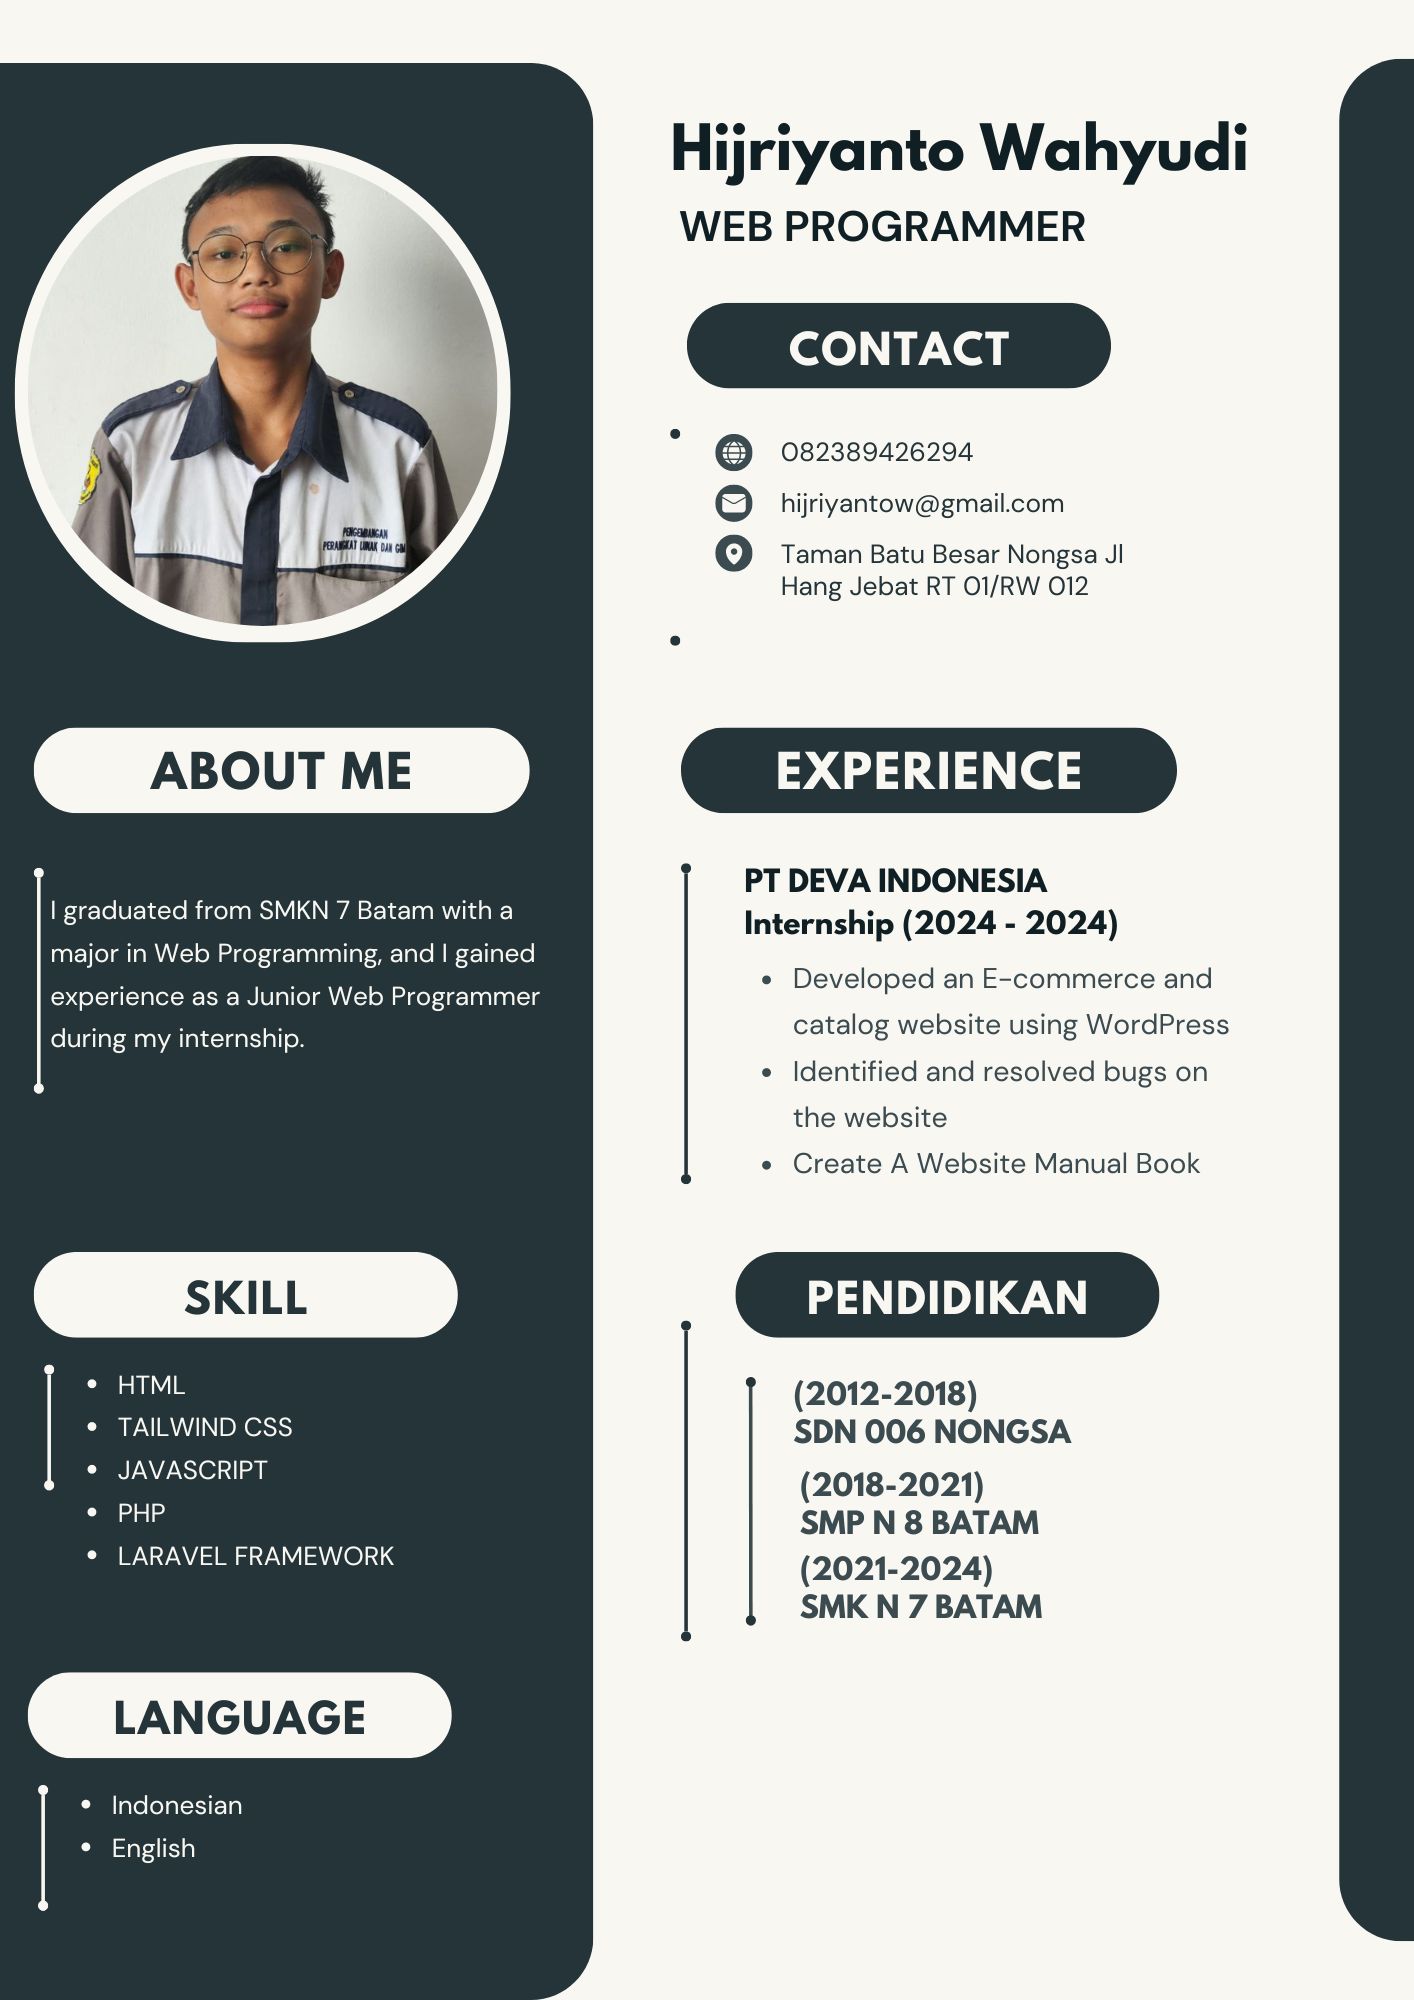 Hijriyanto Wahyudi
WEB PROGRAMMER
CONTACT
082389426294
hijriyantow@gmail.com
Taman Batu Besar Nongsa Jl
Hang Jebat RT 01/RW 012
PENGEMBANGAN
PERANGKAT LUNAK DAN GIM
ABOUT ME
I graduated from SMKN 7 Batam with a
major in Web Programming, and I gained
experience as a Junior Web Programmer
during my internship.
SKILL
HTML
TAILWIND CSS
JAVASCRIPT
PHP
LARAVEL FRAMEWORK
LANGUAGE
Indonesian
English
EXPERIENCE
PT DEVA INDONESIA
Internship (2024 - 2024)
Developed an E-commerce and
catalog website using WordPress
Identified and resolved bugs on
the website
Create A Website Manual Book
PENDIDIKAN
(2012-2018)
SDN 006 NONGSA
(2018-2021)
SMP N 8 BATAM
(2021-2024)
SMK N 7 BATAM